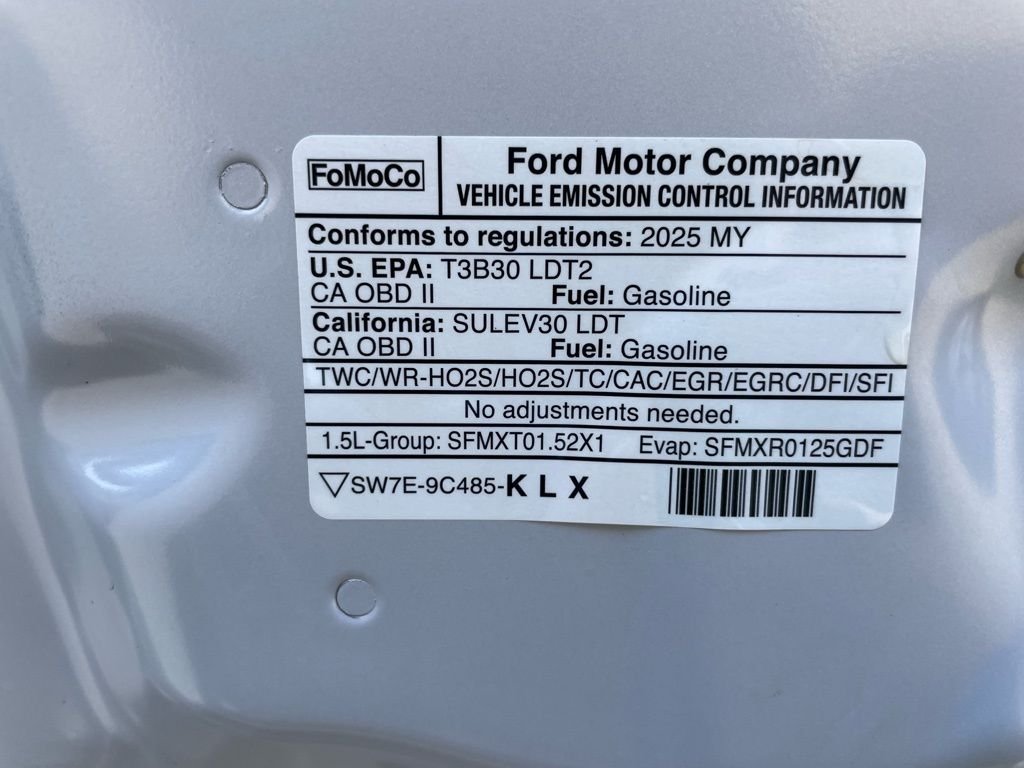 FoMoCo
Ford Motor Company
VEHICLE EMISSION CONTROL INFORMATION
Conforms to regulations: 2025 MY
U.S. EPA: T3B30 LDT2
CA OBD II Fuel: Gasoline
California: SULEV30 LDT
CA OBD II Fuel: Gasoline
TWC/WR-HO2S/HO2S/TC/CAC/EGR/EGRC/DFI/SFI
No adjustments needed.
1.5L-Group: SFMXT01.52X1 Evap: SFMXR0125GDF
▽SW7E-9C485-K L X